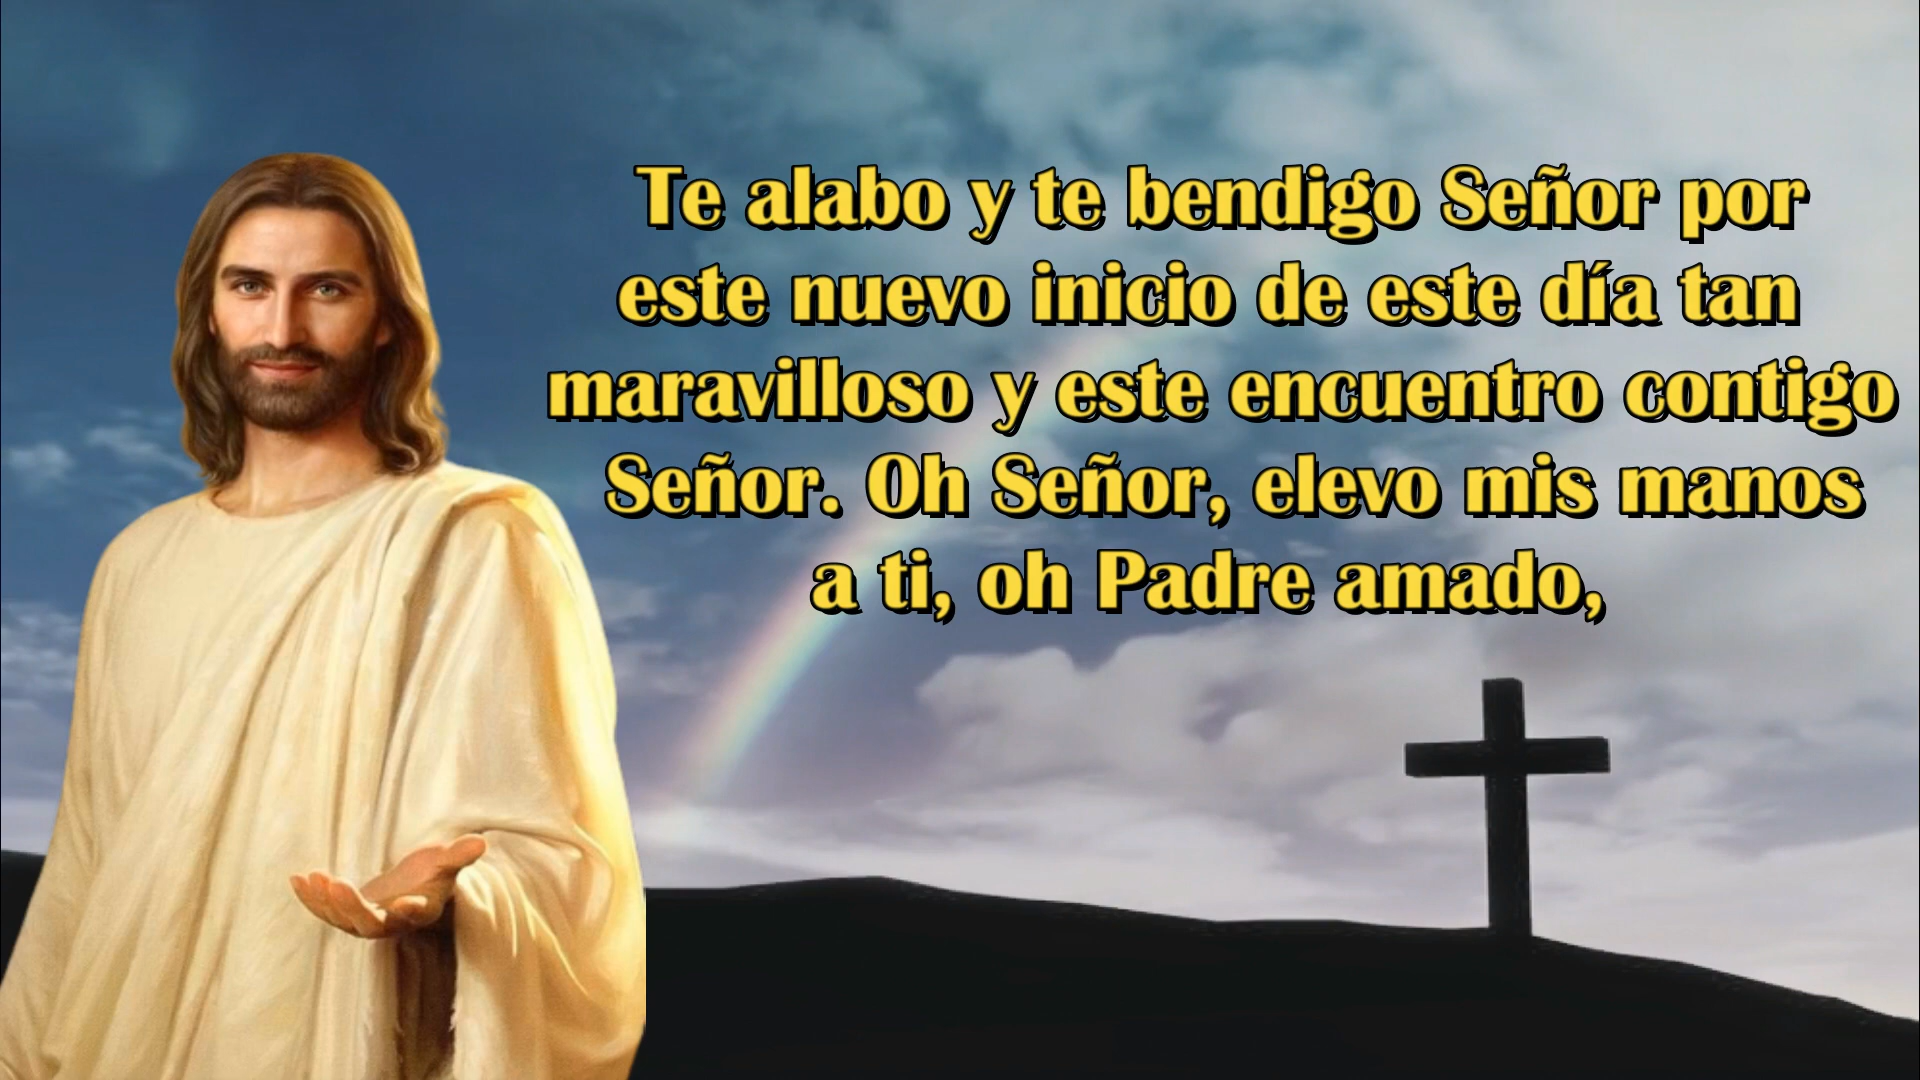 Te alabo y te bendigo Señor por
este nuevo inicio de este día tan
maravilloso y este encuentro contigo
Señor. Oh Señor, elevo mis manos
a ti, oh Padre amado,